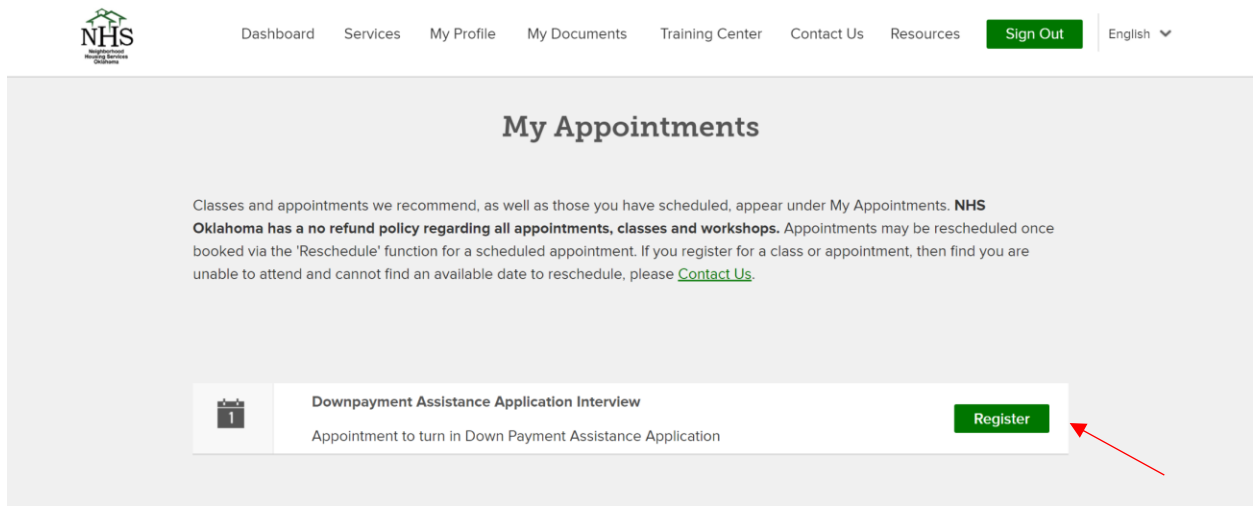 NHS
Neighborhood
Housing Services
Oklahoma
Dashboard Services My Profile My Documents Training Center Contact Us Resources Sign Out English
My Appointments
Classes and appointments we recommend, as well as those you have scheduled, appear under My Appointments. NHS
Oklahoma has a no refund policy regarding all appointments, classes and workshops. Appointments may be rescheduled once
booked via the 'Reschedule' function for a scheduled appointment. If you register for a class or appointment, then find you are
unable to attend and cannot find an available date to reschedule, please Contact Us.
1
Downpayment Assistance Application Interview
Appointment to turn in Down Payment Assistance Application
Register